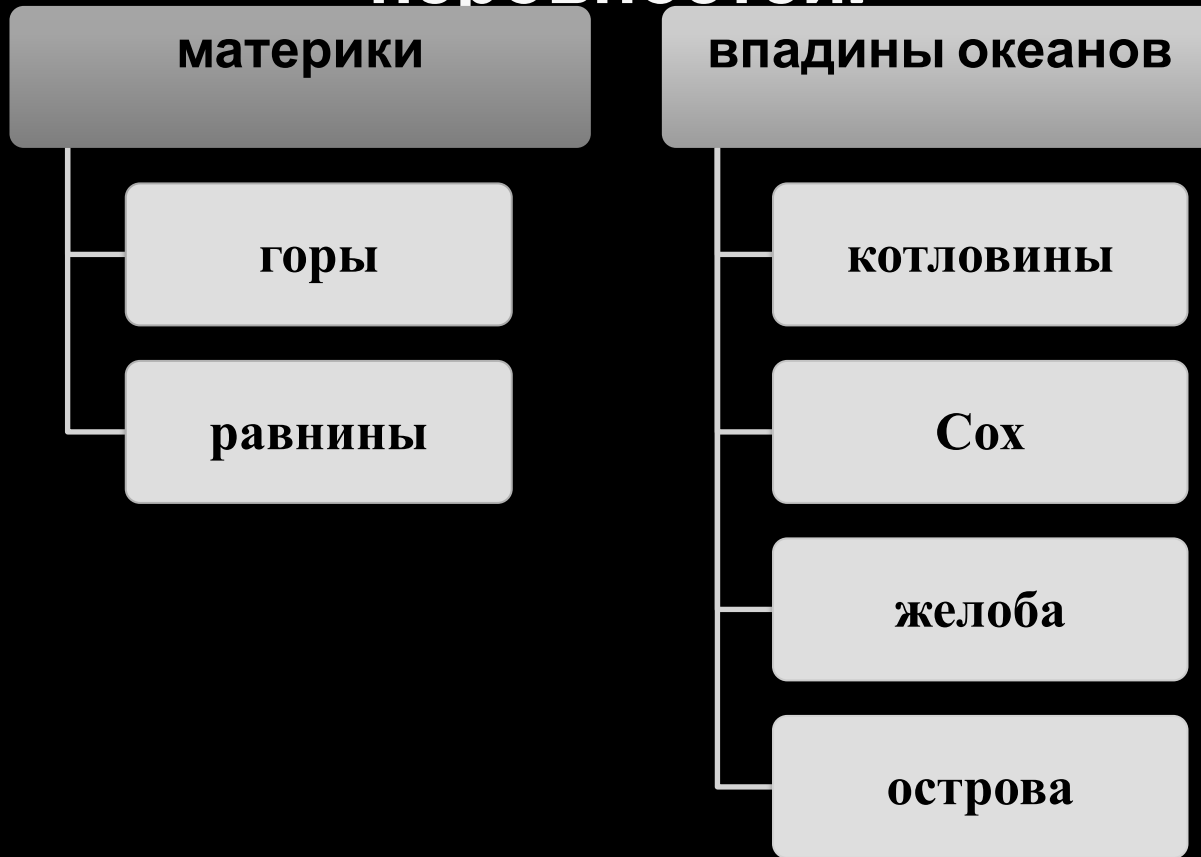 материки
горы
равнины
впадины океанов
котловины
Сох
желоба
острова